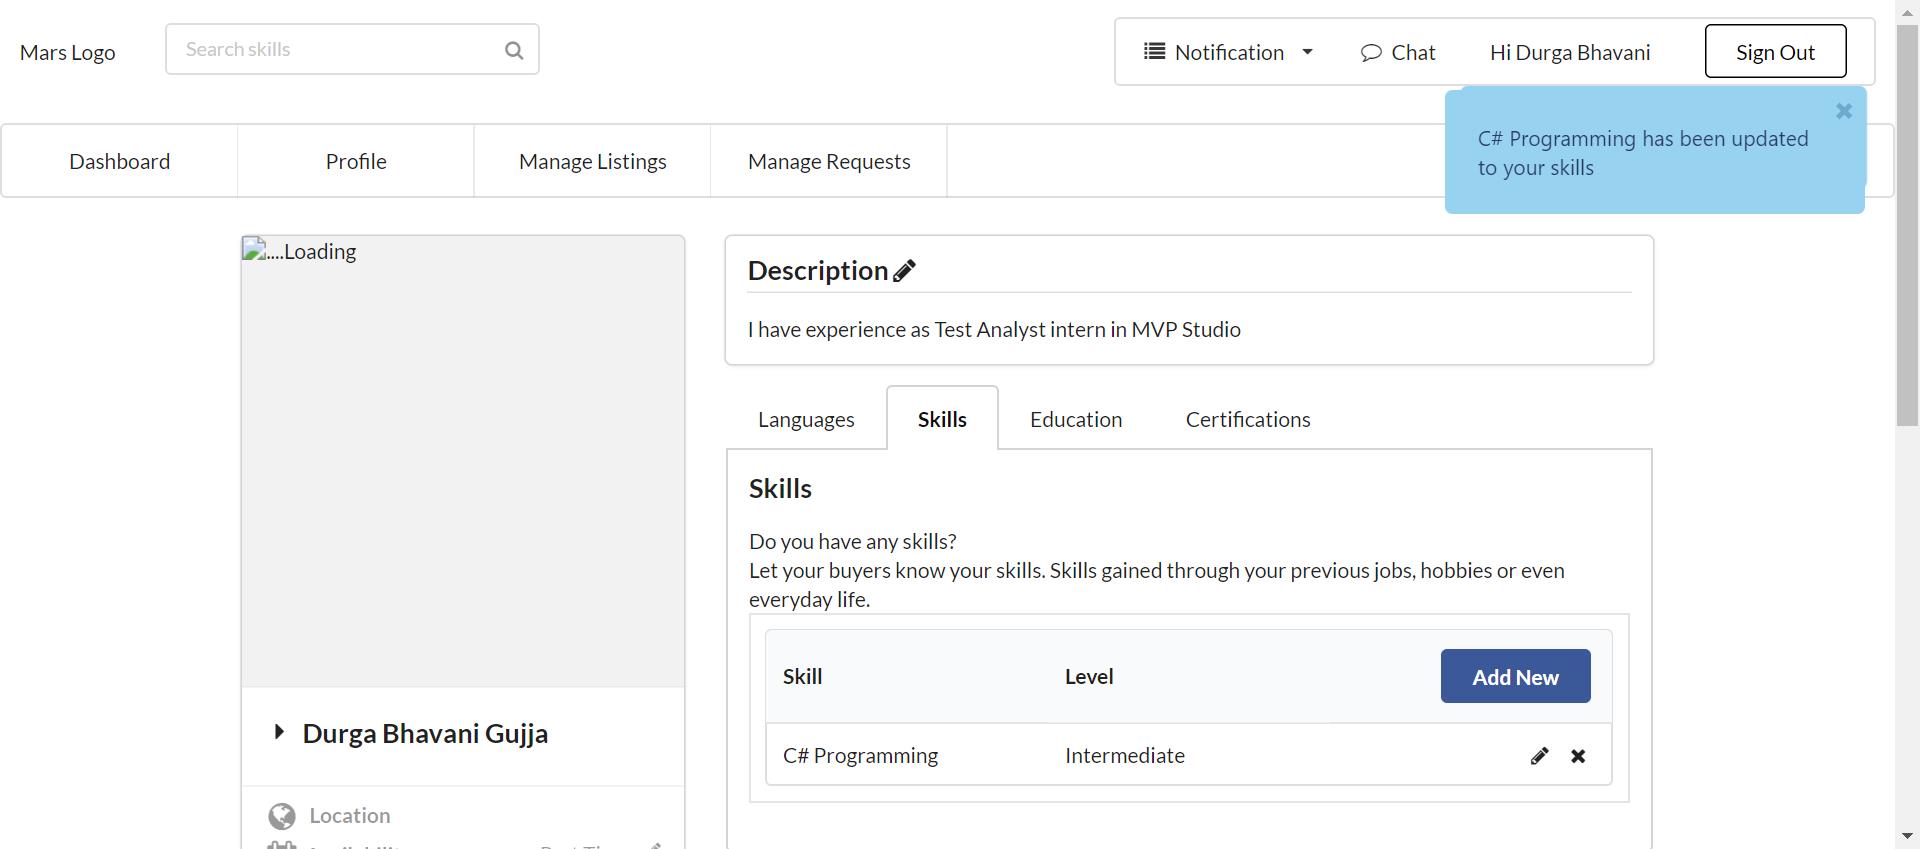 Mars Logo
Search skills
Notification
Chat
Hi Durga Bhavani
Sign Out
C# Programming has been updated
to your skills
Dashboard
Profile
Manage Listings
Manage Requests
....Loading
Description
I have experience as Test Analyst intern in MVP Studio
Languages
Skills
Education
Certifications
Skills
Do you have any skills?
Let your buyers know your skills. Skills gained through your previous jobs, hobbies or even
everyday life.
Skill
Level
Add New
C# Programming
Intermediate
Durga Bhavani Gujja
Location